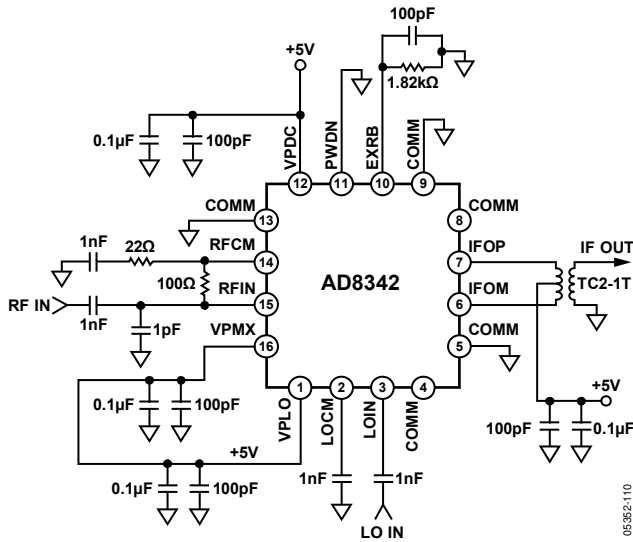 100pF
+5V
1.82kΩ
0.1µF
100pF
VPDC
PWDN
EXRB
COMM
12
11
10
9
COMM
13
8
COMM
1nF
22Ω
RFCM
14
7
IFOP
IF OUT
100Ω
AD8342
TC2-1T
RF IN
1nF
RFIN
15
6
IFOM
1pF
VPMX
16
5
COMM
1
2
3
4
+5V
0.1µF
100pF
VPLO
LOCM
LOIN
COMM
100pF
0.1µF
+5V
0.1µF
100pF
1nF
1nF
LO IN
05352-110